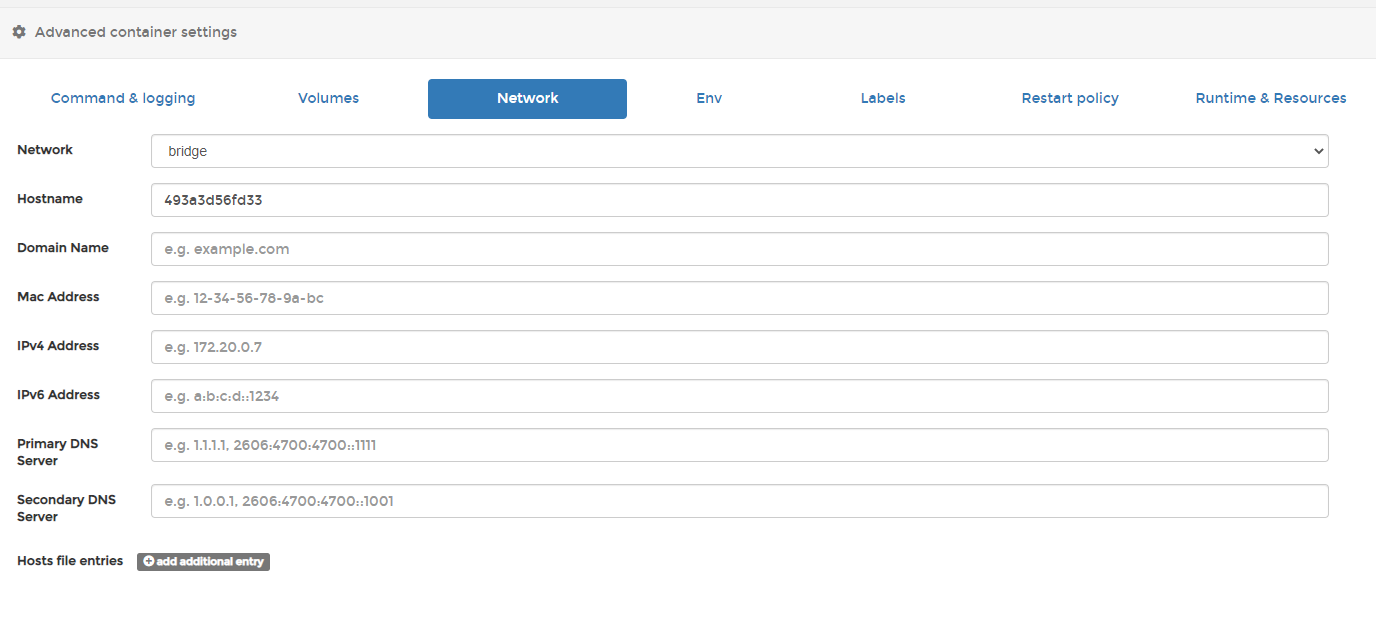 Advanced container settings
Command & logging Volumes Network Env Labels Restart policy Runtime & Resources
Network bridge
Hostname 493a3d56fd33
Domain Name e.g. example.com
Mac Address e.g. 12-34-56-78-9a-bc
IPv4 Address e.g. 172.20.0.7
IPv6 Address e.g. a:b:c:d::1234
Primary DNS Server e.g. 1.1.1.1, 2606:4700:4700::1111
Secondary DNS Server e.g. 1.0.0.1, 2606:4700:4700::1001
Hosts file entries add additional entry